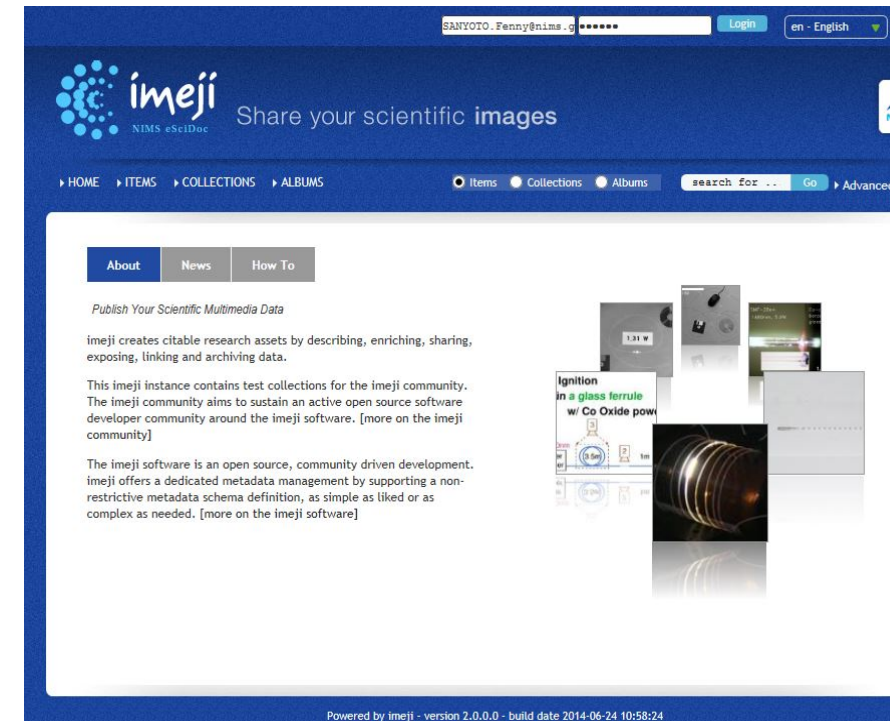 SANYOTO.Fenny@nims.g ••••••
Login
en - English
imeji
NIMS eSciDoc
Share your scientific images
HOME ITEMS COLLECTIONS ALBUMS
Items Collections Albums
search for .. Go
Advanced
About News How To
Publish Your Scientific Multimedia Data
imeji creates citable research assets by describing, enriching, sharing,
exposing, linking and archiving data.
This imeji instance contains test collections for the imeji community.
The imeji community aims to sustain an active open source software
developer community around the imeji software. [more on the imeji
community]
The imeji software is an open source, community driven development.
imeji offers a dedicated metadata management by supporting a non-
restrictive metadata schema definition, as simple as liked or as
complex as needed. [more on the imeji software]
1.31 W
Ignition
in a glass ferrule
w/ Co Oxide pow
3
(3.5m)
2
1m
Powered by imeji - version 2.0.0.0 - build date 2014-06-24 10:58:24